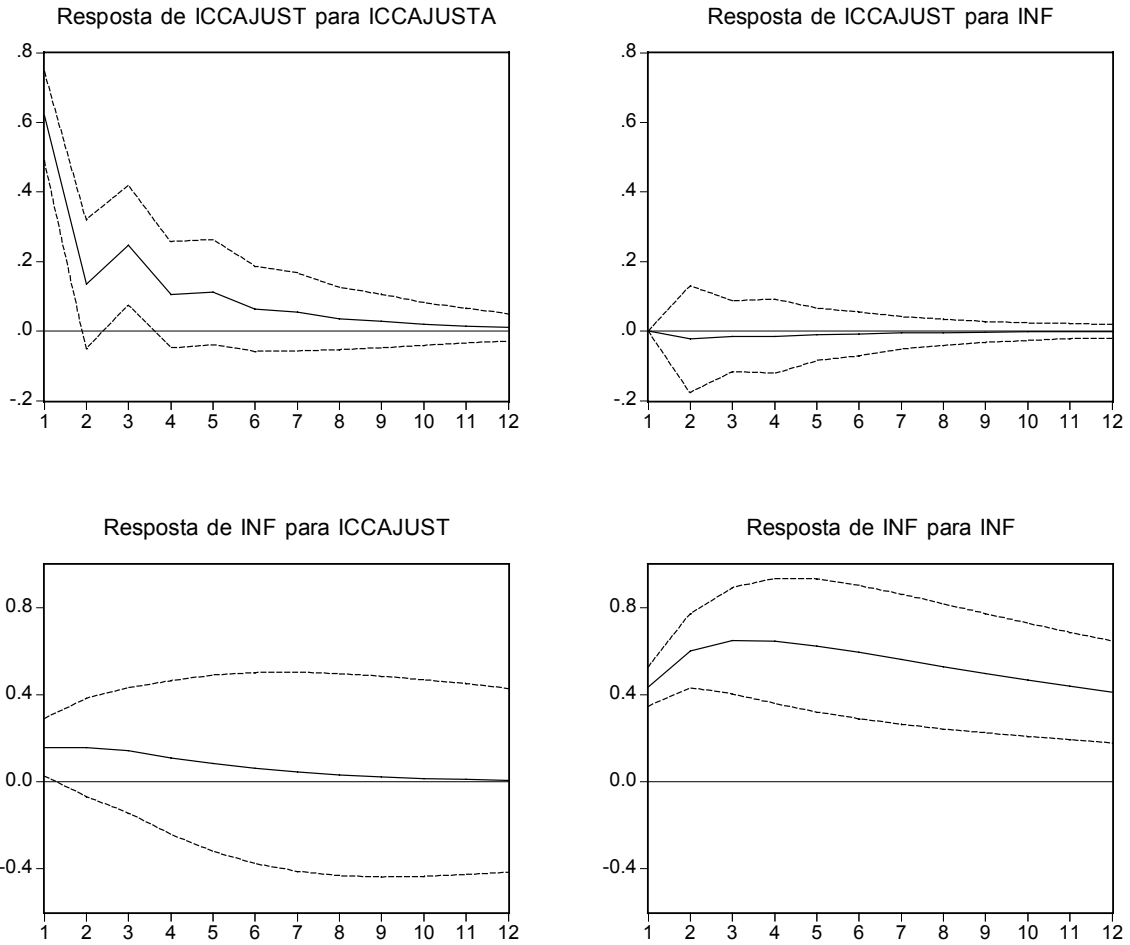 Resposta de ICCAJUST para ICCAJUSTA
.8
.6
.4
.2
.0
-.2
1 2 3 4 5 6 7 8 9 10 11 12
Resposta de ICCAJUST para INF
.8
.6
.4
.2
.0
-.2
1 2 3 4 5 6 7 8 9 10 11 12
Resposta de INF para ICCAJUST
0.8
0.4
0.0
-0.4
1 2 3 4 5 6 7 8 9 10 11 12
Resposta de INF para INF
0.8
0.4
0.0
-0.4
1 2 3 4 5 6 7 8 9 10 11 12